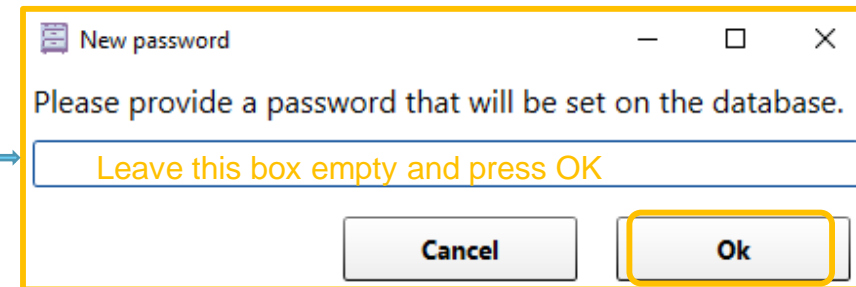 New password
Please provide a password that will be set on the database.
Leave this box empty and press OK
Cancel Ok